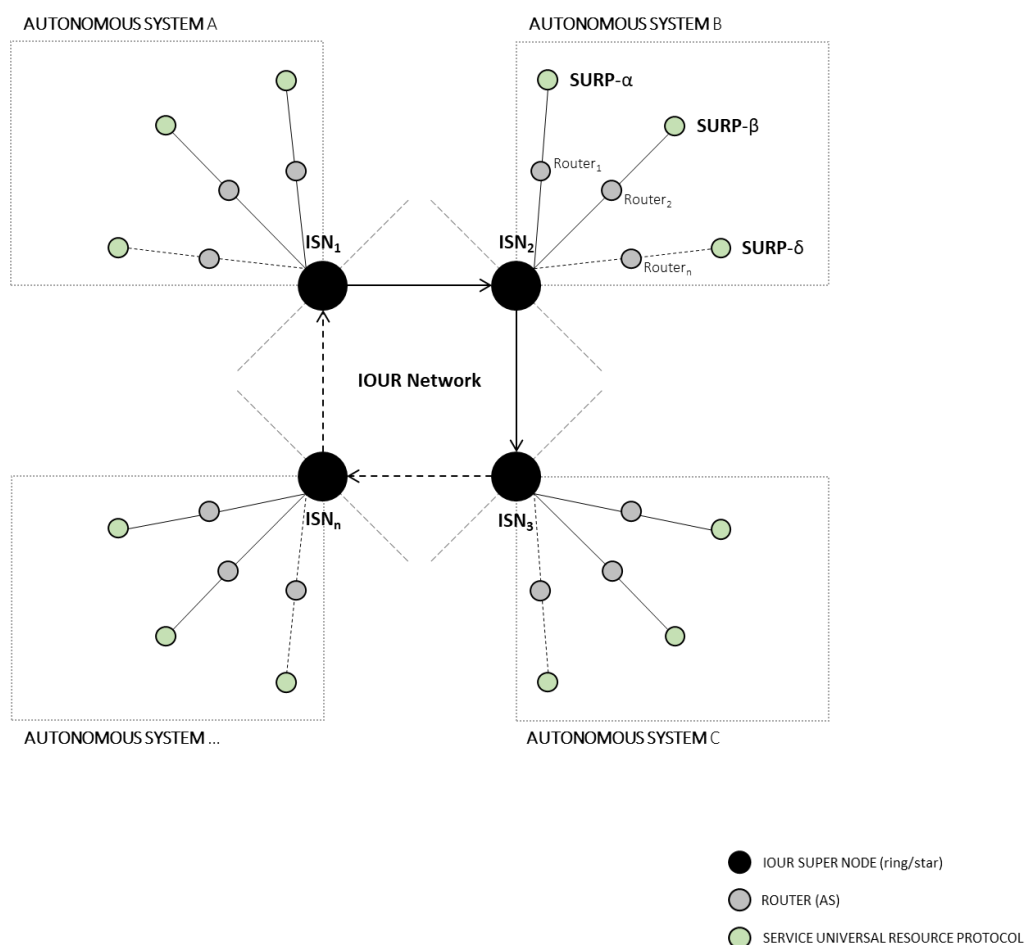 AUTONOMOUS SYSTEM A
AUTONOMOUS SYSTEM B
SURP-α
SURP-β
Router₁
Router₂
ISN₁
ISN₂
SURP-δ
Routerₙ
IOUR Network
ISNₙ
ISN₃
AUTONOMOUS SYSTEM ...
AUTONOMOUS SYSTEM C
IOUR SUPER NODE (ring/star)
ROUTER (AS)
SERVICE UNIVERSAL RESOURCE PROTOCOL